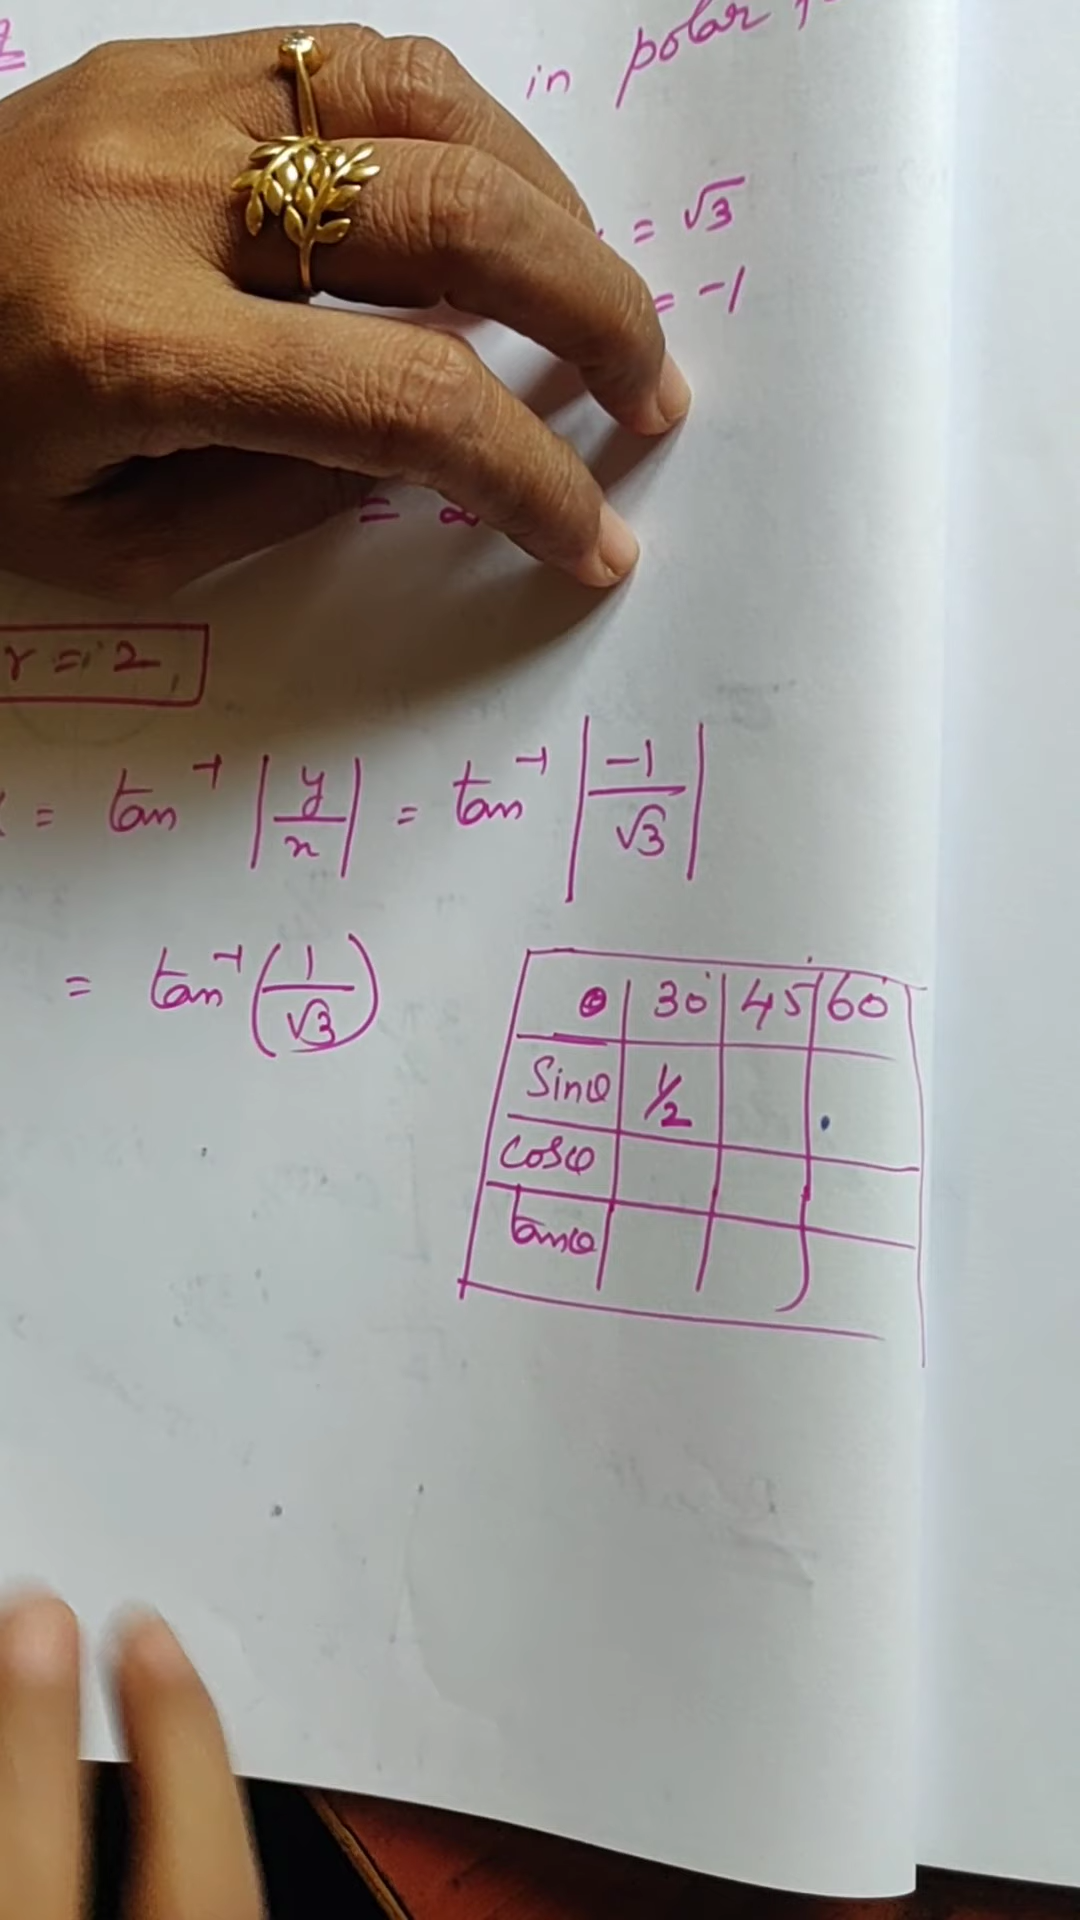 in polar
= √3
= -1
= 2
r = 2
= tan⁻¹ |y/x| = tan⁻¹ |-1/√3|
= tan⁻¹ (1/√3)
θ 30° 45° 60°
Sinθ 1/2
Cosθ
tanθ